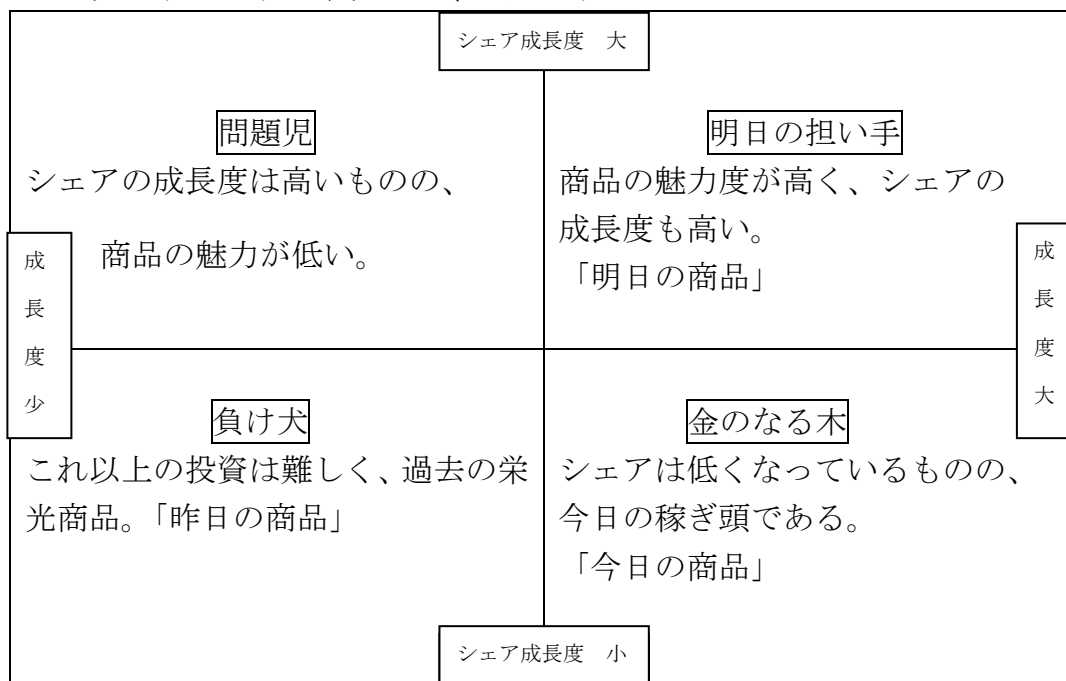 シェア成長度　大
問題児
シェアの成長度は高いものの、
商品の魅力が低い。
明日の担い手
商品の魅力度が高く、シェアの
成長度も高い。
「明日の商品」
成長度少
成長度大
負け犬
これ以上の投資は難しく、過去の栄
光商品。「昨日の商品」
金のなる木
シェアは低くなっているものの、
今日の稼ぎ頭である。
「今日の商品」
シェア成長度　小